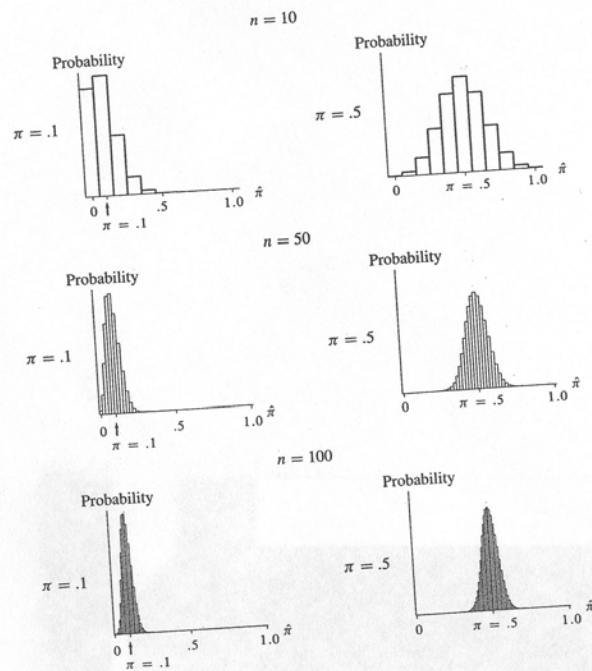 n = 10
Probability
π = .1
0 .5 1.0 π̂
π = .1
Probability
π = .5
0 π = .5 1.0 π̂
n = 50
Probability
π = .1
0 .5 1.0 π̂
π = .1
Probability
π = .5
0 π = .5 1.0 π̂
n = 100
Probability
π = .1
0 .5 1.0 π̂
π = .1
Probability
π = .5
0 π = .5 1.0 π̂